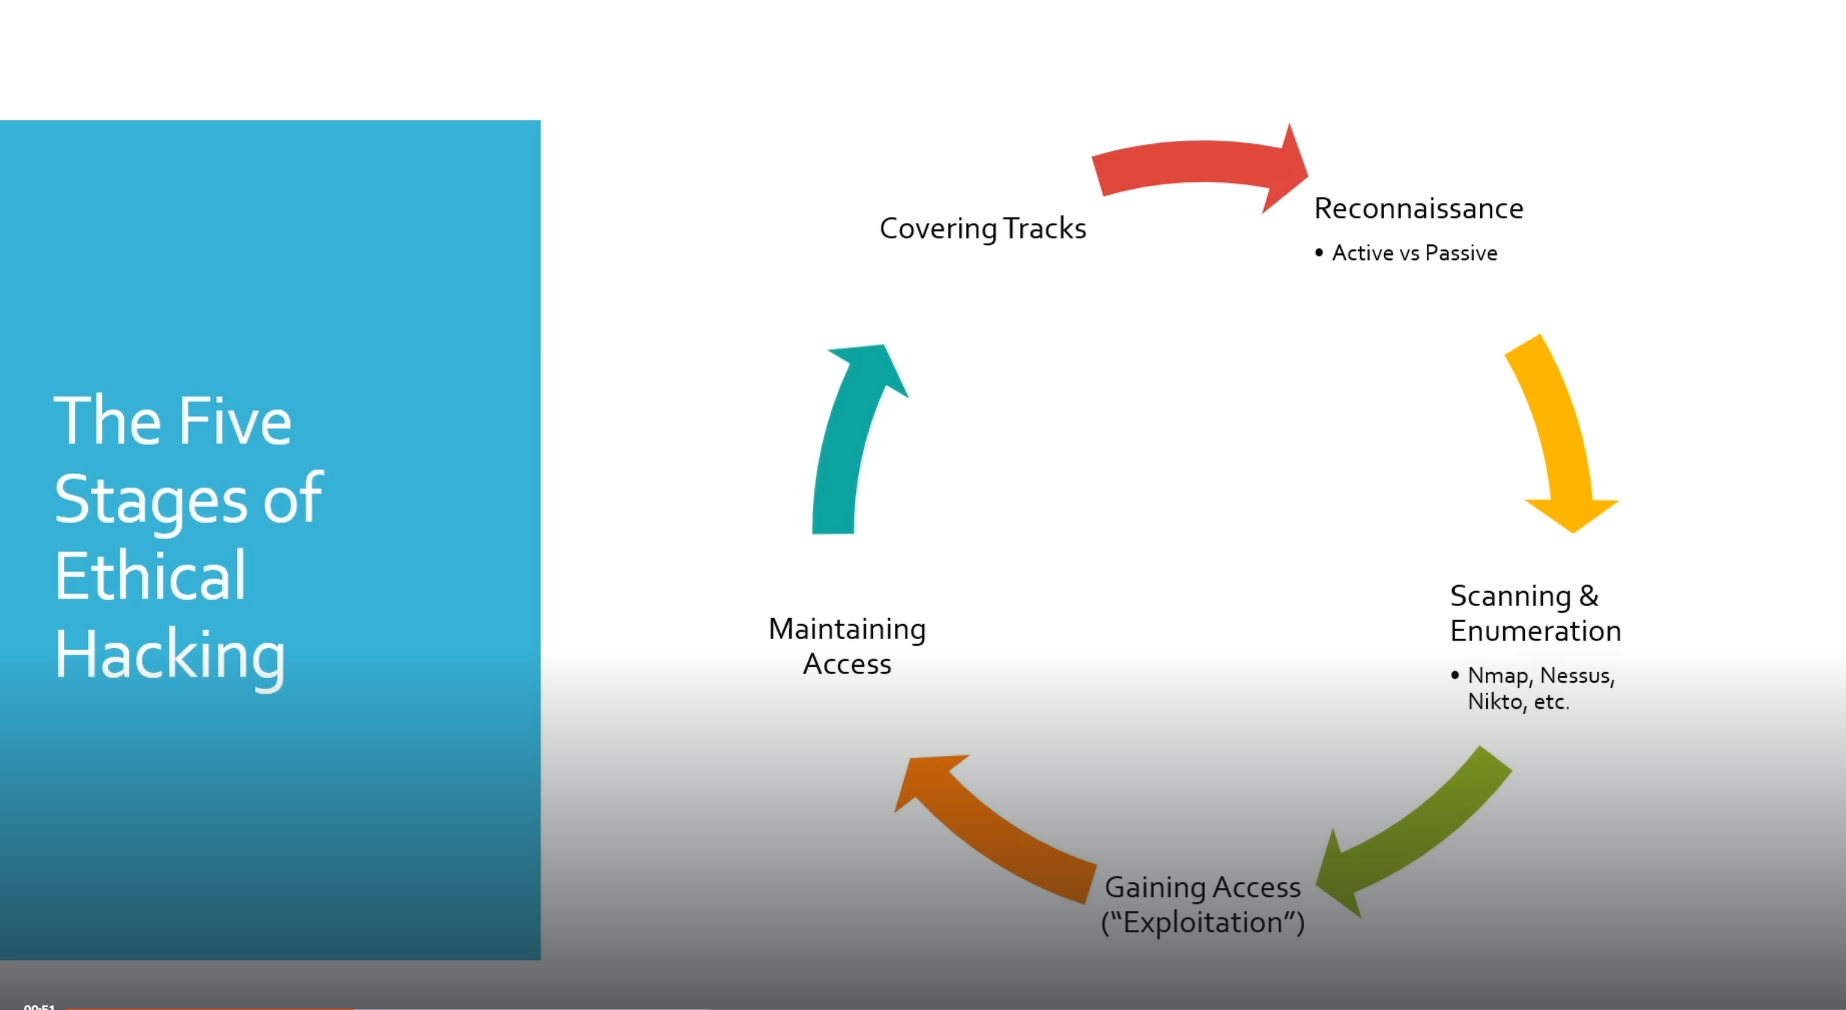 The Five
Stages of
Ethical
Hacking
Covering Tracks
Reconnaissance
• Active vs Passive
Scanning &
Enumeration
• Nmap, Nessus,
Nikto, etc.
Gaining Access
(“Exploitation”)
Maintaining
Access
00:51